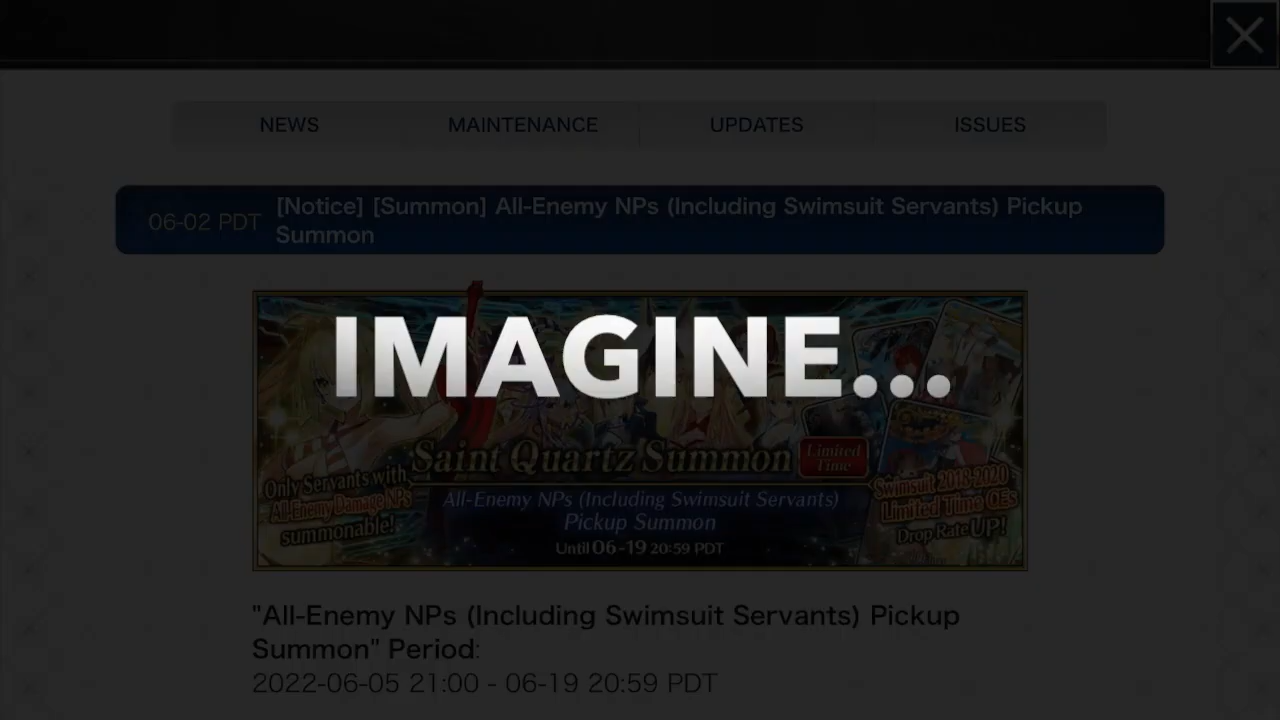 NEWS
MAINTENANCE
UPDATES
ISSUES
06-02 PDT
[Notice] [Summon] All-Enemy NPs (Including Swimsuit Servants) Pickup
Summon
IMAGINE...
Saint Quartz Summon
Limited
Time
Only Servants with
All-Enemy Damage NPs
summonable!
All-Enemy NPs (Including Swimsuit Servants)
Pickup Summon
Until 06-19 20:59 PDT
Swimsuit 2018-2020
Limited Time CEs
Drop Rate UP!
"All-Enemy NPs (Including Swimsuit Servants) Pickup
Summon" Period:
2022-06-05 21:00 - 06-19 20:59 PDT